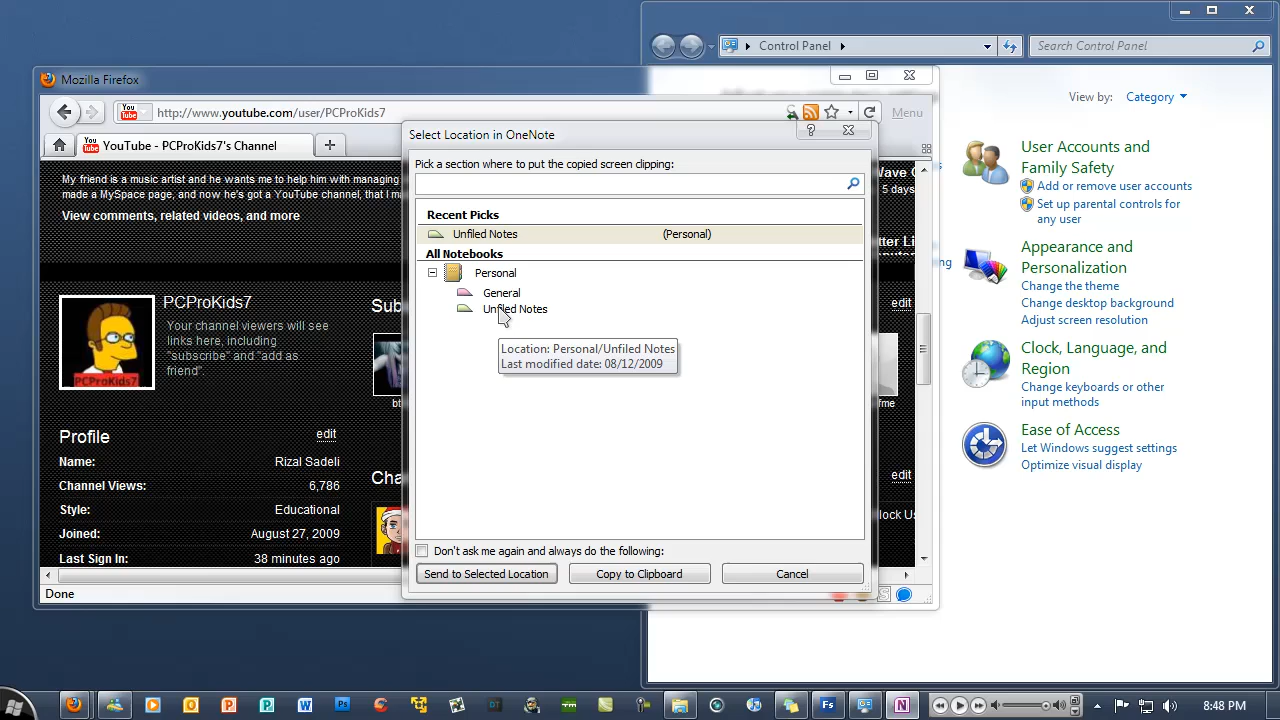 Control Panel
Search Control Panel
Mozilla Firefox
View by: Category
http://www.youtube.com/user/PCProKids7
Menu
YouTube - PCProKids7's Channel
Select Location in OneNote
Pick a section where to put the copied screen clipping:
Recent Picks
Unfiled Notes (Personal)
All Notebooks
Personal
General
Unfiled Notes
Location: Personal/Unfiled Notes
Last modified date: 08/12/2009
Don't ask me again and always do the following:
Send to Selected Location
Copy to Clipboard
Cancel
My friend is a music artist and he has me help him with managing
made a MySpace page, and now he's got a YouTube
View comments, related videos, and more
PCProKids7
Your channel viewers will see
links here, including
"subscribe" and "add as
friend".
PCProKids7
Profile
edit
Name: Rizal Sadeli
Channel Views: 6,786
Style: Educational
Joined: August 27, 2009
Last Sign In: 38 minutes ago
5 days
edit
edit
Done
User Accounts and
Family Safety
Add or remove user accounts
Set up parental controls for
any user
Appearance and
Personalization
Change the theme
Change desktop background
Adjust screen resolution
Clock, Language, and
Region
Change keyboards or other
input methods
Ease of Access
Let Windows suggest settings
Optimize visual display
8:48 PM